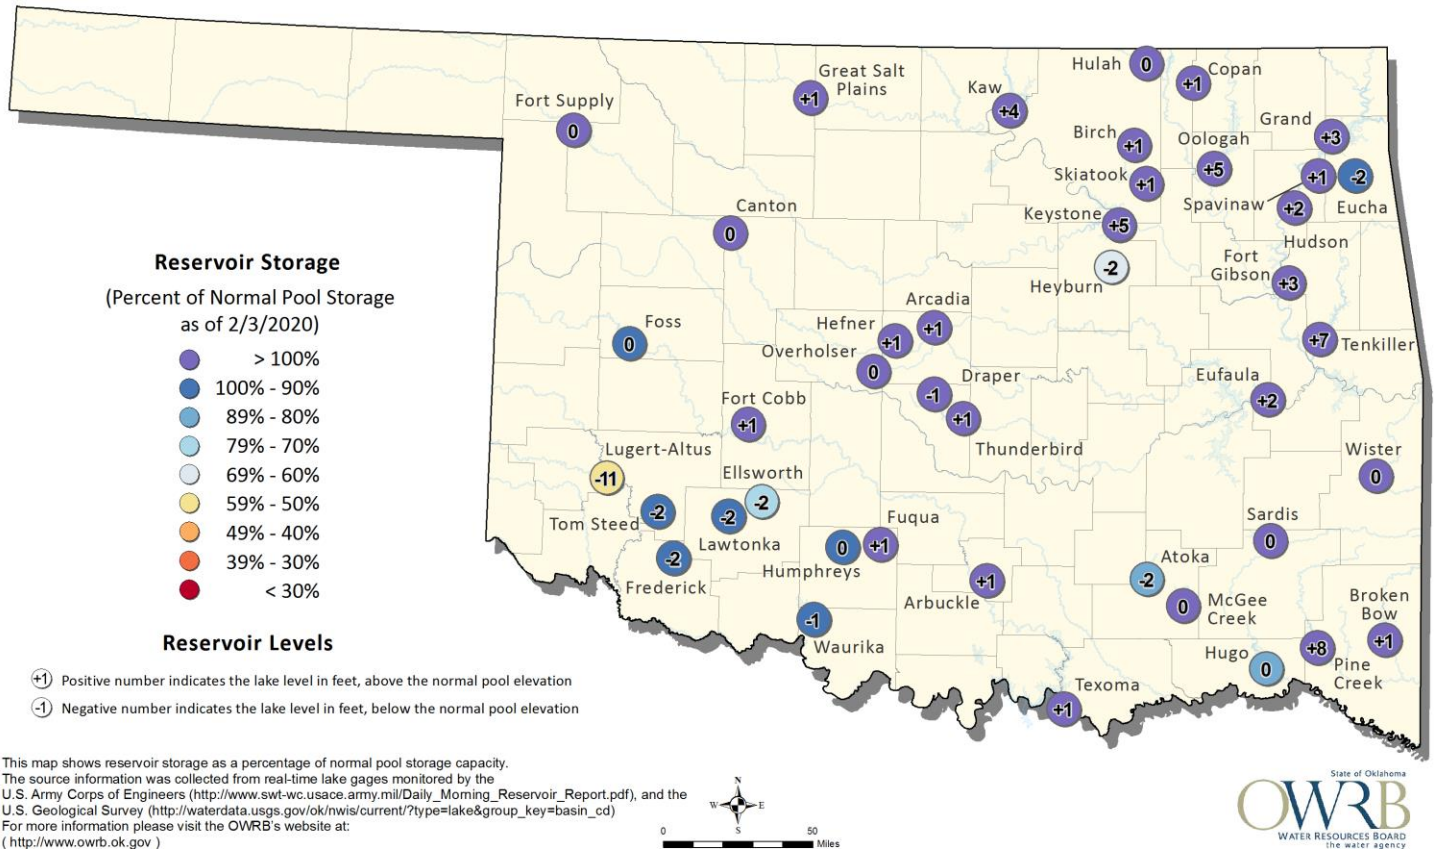 Hulah
0
Copan
+1
Great Salt
Plains
+1
Kaw
+4
Fort Supply
0
Grand
+3
Birch
+1
Oologah
+5
Skiatook
+1
Spavinaw
+1
-2
Eucha
+2
Hudson
Canton
0
Keystone
+5
Heyburn
-2
Fort
Gibson
+3
Reservoir Storage
(Percent of Normal Pool Storage
as of 2/3/2020)
> 100%
100% - 90%
89% - 80%
79% - 70%
69% - 60%
59% - 50%
49% - 40%
39% - 30%
< 30%
Foss
0
Arcadia
+1
Hefner
+1
Overholser
0
Draper
-1
+1
Thunderbird
+7
Tenkiller
Eufaula
+2
Fort Cobb
+1
Lugert-Altus
-11
Ellsworth
-2
Wister
0
Tom Steed
-2
-2
Lawtonka
-2
Frederick
Fuqua
0
+1
Humphreys
Sardis
0
Atoka
-2
+1
Arbuckle
0
McGee
Creek
Broken
Bow
+1
-1
Waurika
Hugo
0
+8
Pine
Creek
Texoma
+1
Reservoir Levels
+1 Positive number indicates the lake level in feet, above the normal pool elevation
-1 Negative number indicates the lake level in feet, below the normal pool elevation
This map shows reservoir storage as a percentage of normal pool storage capacity.
The source information was collected from real-time lake gages monitored by the
U.S. Army Corps of Engineers (http://www.swt-wc.usace.army.mil/Daily_Morning_Reservoir_Report.pdf), and the
U.S. Geological Survey (http://waterdata.usgs.gov/ok/nwis/current/?type=lake&group_key=basin_cd)
For more information please visit the OWRB's website at:
( http://www.owrb.ok.gov )
N
W E
S
0 50
Miles
State of Oklahoma
OWRB
WATER RESOURCES BOARD
the water agency